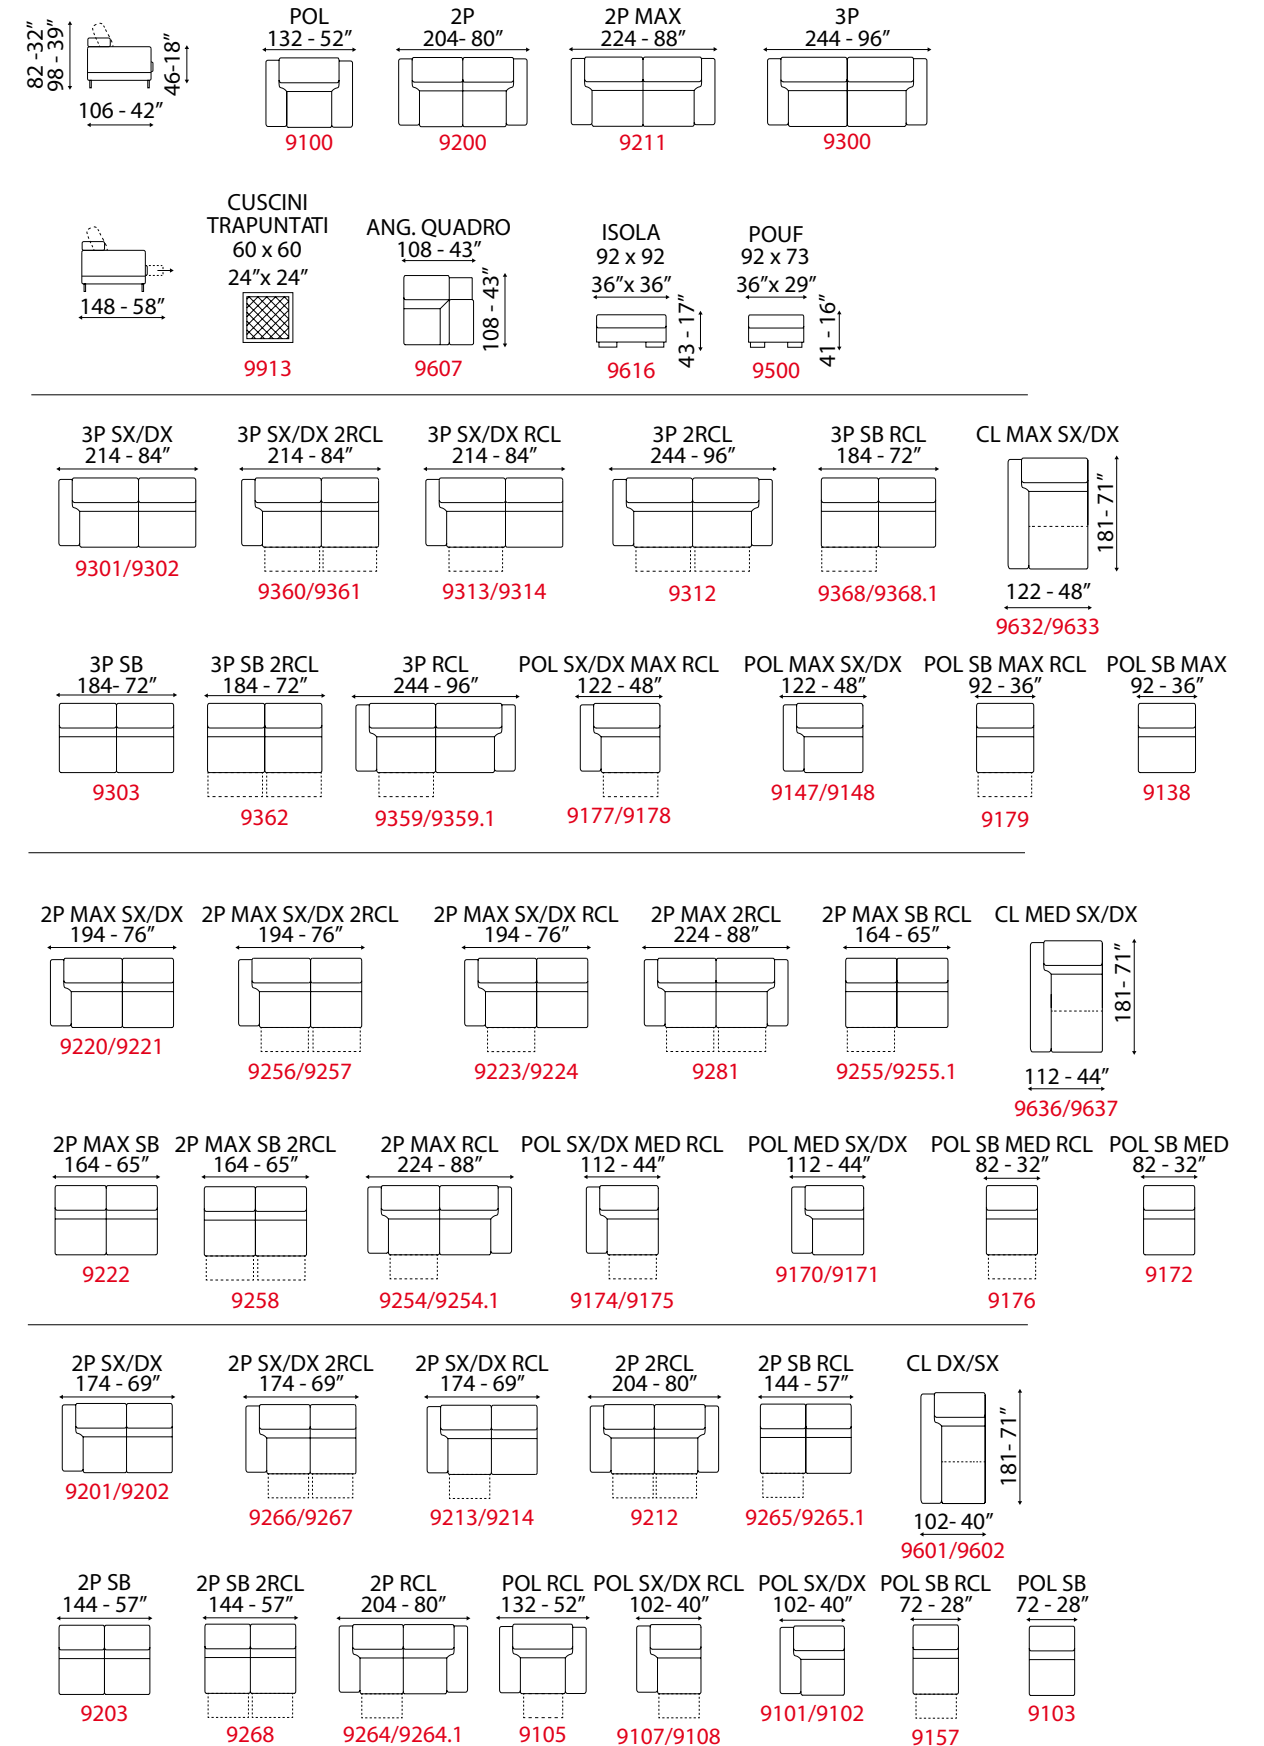 82 -32”
98 - 39”
46-18”
106 - 42”
POL
132 - 52”
9100
2P
204- 80”
9200
2P MAX
224 - 88”
9211
3P
244 - 96”
9300
148 - 58”
CUSCINI
TRAPUNTATI
60 x 60
24”x 24”
9913
ANG. QUADRO
108 - 43”
108 - 43”
9607
ISOLA
92 x 92
36”x 36”
43 - 17”
9616
POUF
92 x 73
36”x 29”
41 - 16”
9500
3P SX/DX
214 - 84”
9301/9302
3P SX/DX 2RCL
214 - 84”
9360/9361
3P SX/DX RCL
214 - 84”
9313/9314
3P 2RCL
244 - 96”
9312
3P SB RCL
184 - 72”
9368/9368.1
CL MAX SX/DX
181- 71”
122 - 48”
9632/9633
3P SB
184- 72”
9303
3P SB 2RCL
184 - 72”
9362
3P RCL
244 - 96”
9359/9359.1
POL SX/DX MAX RCL
122 - 48”
9177/9178
POL MAX SX/DX
122 - 48”
9147/9148
POL SB MAX RCL
92 - 36”
9179
POL SB MAX
92 - 36”
9138
2P MAX SX/DX
194 - 76”
9220/9221
2P MAX SX/DX 2RCL
194 - 76”
9256/9257
2P MAX SX/DX RCL
194 - 76”
9223/9224
2P MAX 2RCL
224 - 88”
9281
2P MAX SB RCL
164 - 65”
9255/9255.1
CL MED SX/DX
181- 71”
112 - 44”
9636/9637
2P MAX SB
164 - 65”
9222
2P MAX SB 2RCL
164 - 65”
9258
2P MAX RCL
224 - 88”
9254/9254.1
POL SX/DX MED RCL
112 - 44”
9174/9175
POL MED SX/DX
112 - 44”
9170/9171
POL SB MED RCL
82 - 32”
9176
POL SB MED
82 - 32”
9172
2P SX/DX
174 - 69”
9201/9202
2P SX/DX 2RCL
174 - 69”
9266/9267
2P SX/DX RCL
174 - 69”
9213/9214
2P 2RCL
204 - 80”
9212
2P SB RCL
144 - 57”
9265/9265.1
CL DX/SX
181- 71”
102- 40”
9601/9602
2P SB
144 - 57”
9203
2P SB 2RCL
144 - 57”
9268
2P RCL
204 - 80”
9264/9264.1
POL RCL
132 - 52”
9105
POL SX/DX RCL
102- 40”
9107/9108
POL SX/DX
102- 40”
9101/9102
POL SB RCL
72 - 28”
9157
POL SB
72 - 28”
9103